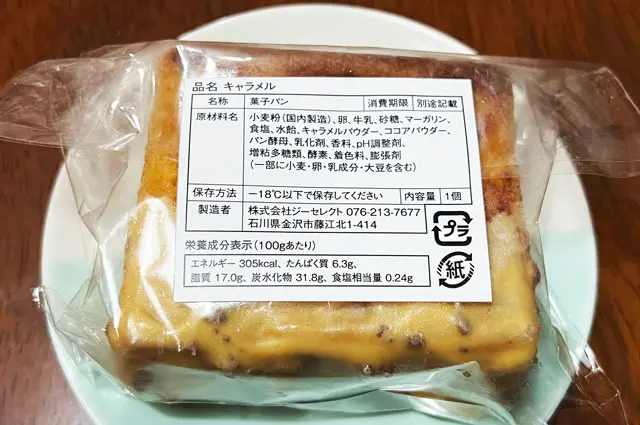 品名 キャラメル
名称 菓子パン 消費期限 別途記載
原材料名 小麦粉（国内製造）、卵、牛乳、砂糖、マーガリン、
食塩、水飴、キャラメルパウダー、ココアパウダー、
パン酵母、乳化剤、香料、pH調整剤、
増粘多糖類、酵素、着色料、膨張剤
（一部に小麦・卵・乳成分・大豆を含む）
保存方法 －18℃以下で保存してください 内容量 1個
製造者 株式会社ジーセレクト 076-213-7677
石川県金沢市藤江北1-414
プラ
栄養成分表示（100gあたり）
エネルギー 305kcal、たんぱく質 6.3g、
脂質 17.0g、炭水化物 31.8g、食塩相当量 0.24g
紙